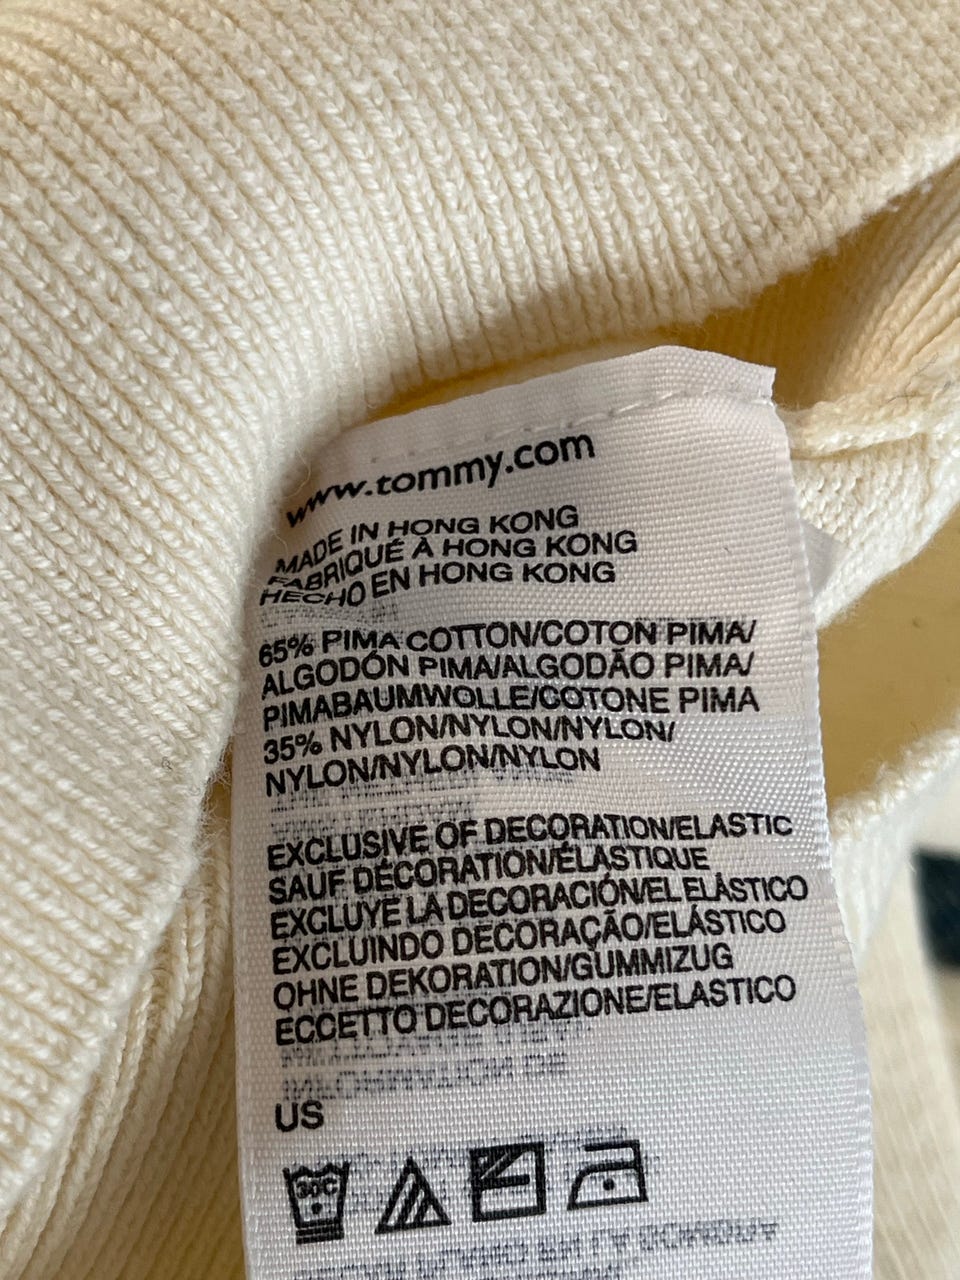 www.tommy.com
MADE IN HONG KONG
FABRIQUÉ À HONG KONG
HECHO EN HONG KONG
65% PIMA COTTON/COTON PIMA/
ALGODÓN PIMA/ALGODÃO PIMA/
PIMABAUMWOLLE/COTONE PIMA
35% NYLON/NYLON/NYLON/
NYLON/NYLON/NYLON
EXCLUSIVE OF DECORATION/ELASTIC
SAUF DÉCORATION/ÉLASTIQUE
EXCLUYE LA DECORACIÓN/EL ELÁSTICO
EXCLUINDO DECORAÇÃO/ELÁSTICO
OHNE DEKORATION/GUMMIZUG
ECCETTO DECORAZIONE/ELASTICO
US
30C